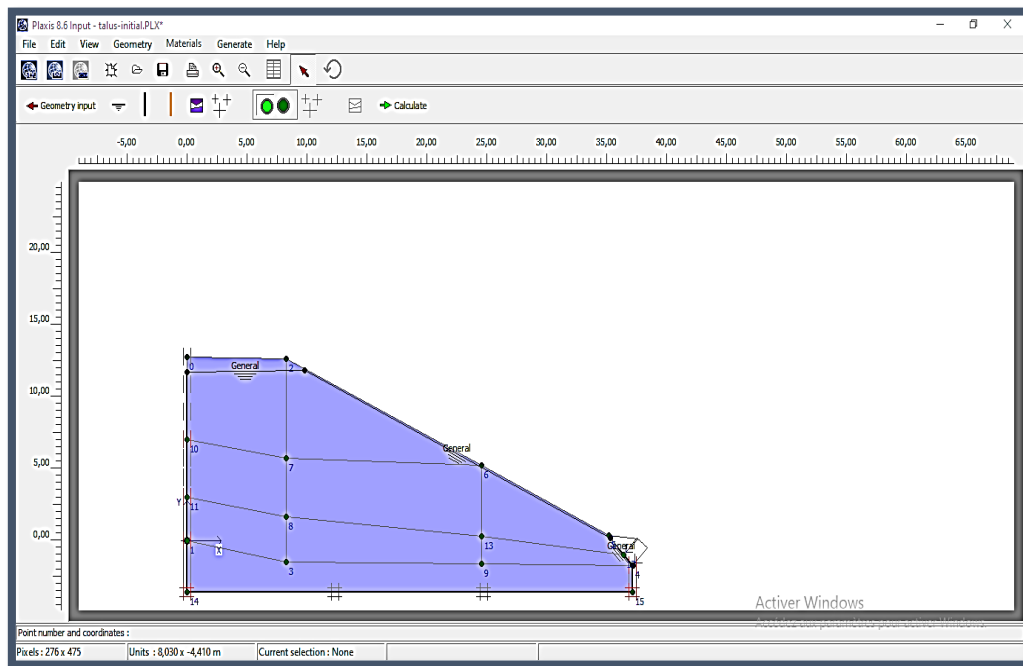 Plaxis 8.6 Input - talus-initial.PLX*
File Edit View Geometry Materials Generate Help
Geometry input Calculate
-5,00 0,00 5,00 10,00 15,00 20,00 25,00 30,00 35,00 40,00 45,00 50,00 55,00 60,00 65,00
20,00
15,00
10,00
5,00
0,00
0 General 2
10 7 General 6
Y 11 8
1 X 13 General
3 9 4
14 15
Activer Windows
Point number and coordinates :
Pixels : 276 x 475 Units : 8,030 x -4,410 m Current selection : None